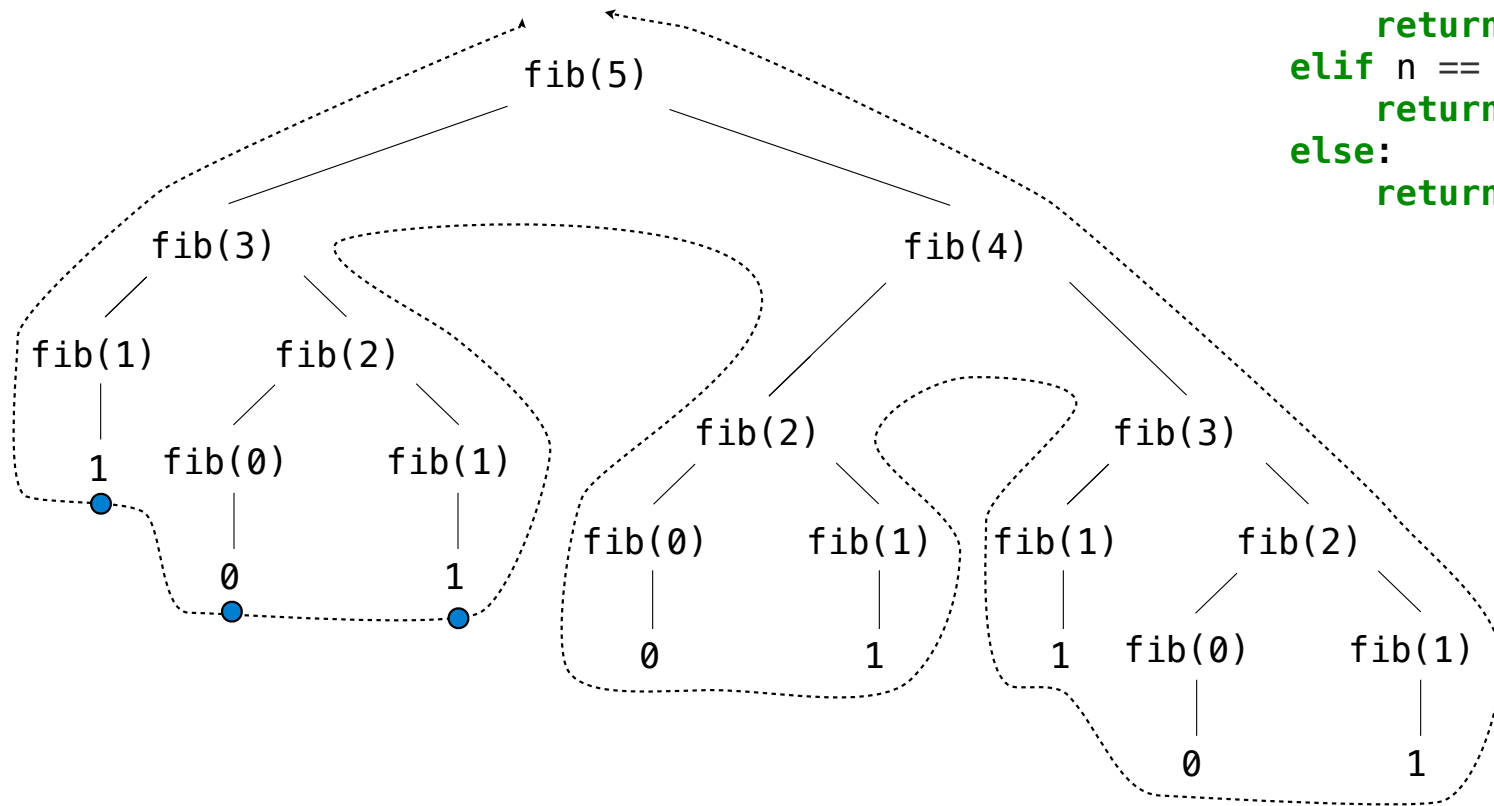 return
elif n ==
return
else:
return
fib(5)
fib(3)
fib(4)
fib(1)
fib(2)
fib(2)
fib(3)
fib(0)
fib(1)
1
fib(0)
fib(1)
fib(1)
fib(2)
0
1
0
1
1
fib(0)
fib(1)
0
1